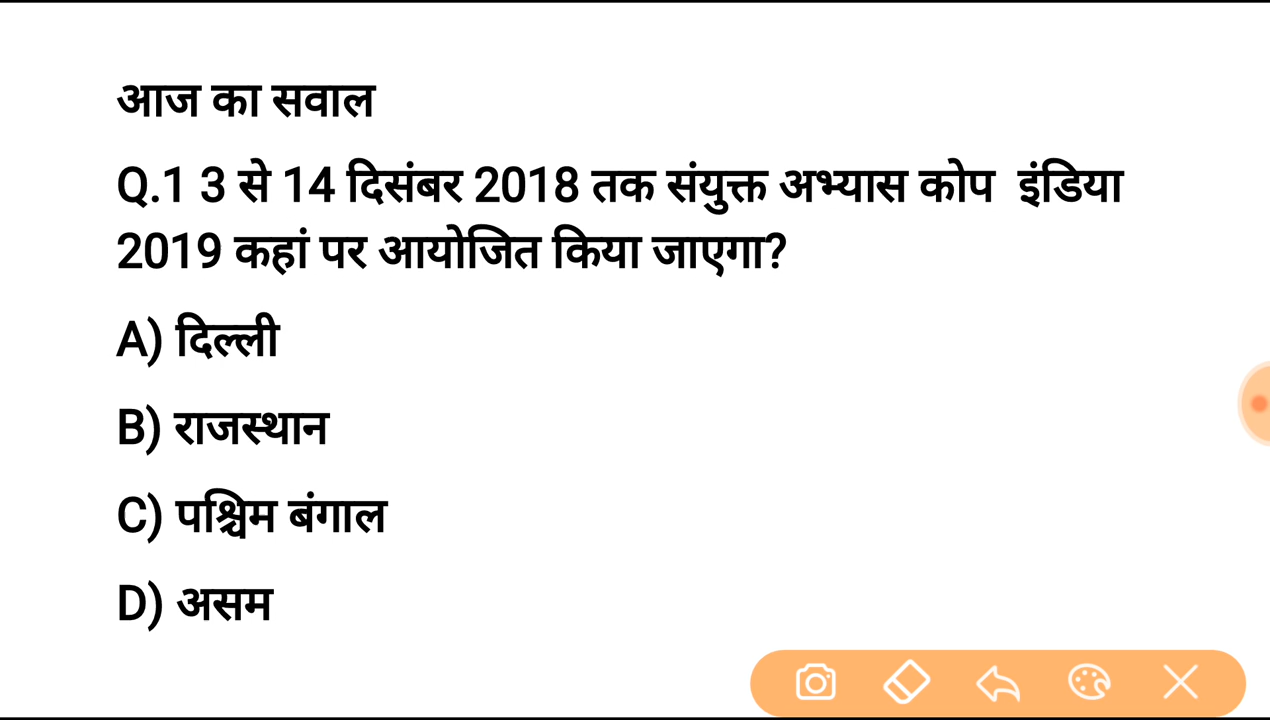 आज का सवाल
Q.1 3 से 14 दिसंबर 2018 तक संयुक्त अभ्यास कोप इंडिया
2019 कहां पर आयोजित किया जाएगा?
A) दिल्ली
B) राजस्थान
C) पश्चिम बंगाल
D) असम